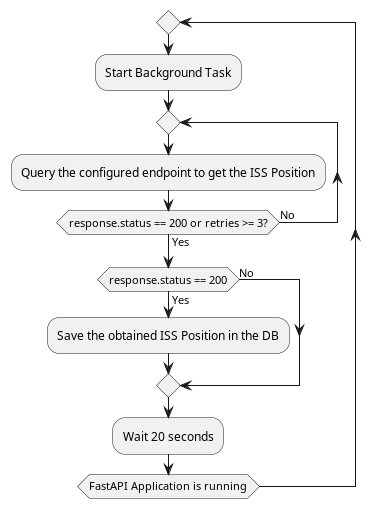 Start Background Task
Query the configured endpoint to get the ISS Position
response.status == 200 or retries >= 3?
No
Yes
response.status == 200
No
Yes
Save the obtained ISS Position in the DB
Wait 20 seconds
FastAPI Application is running